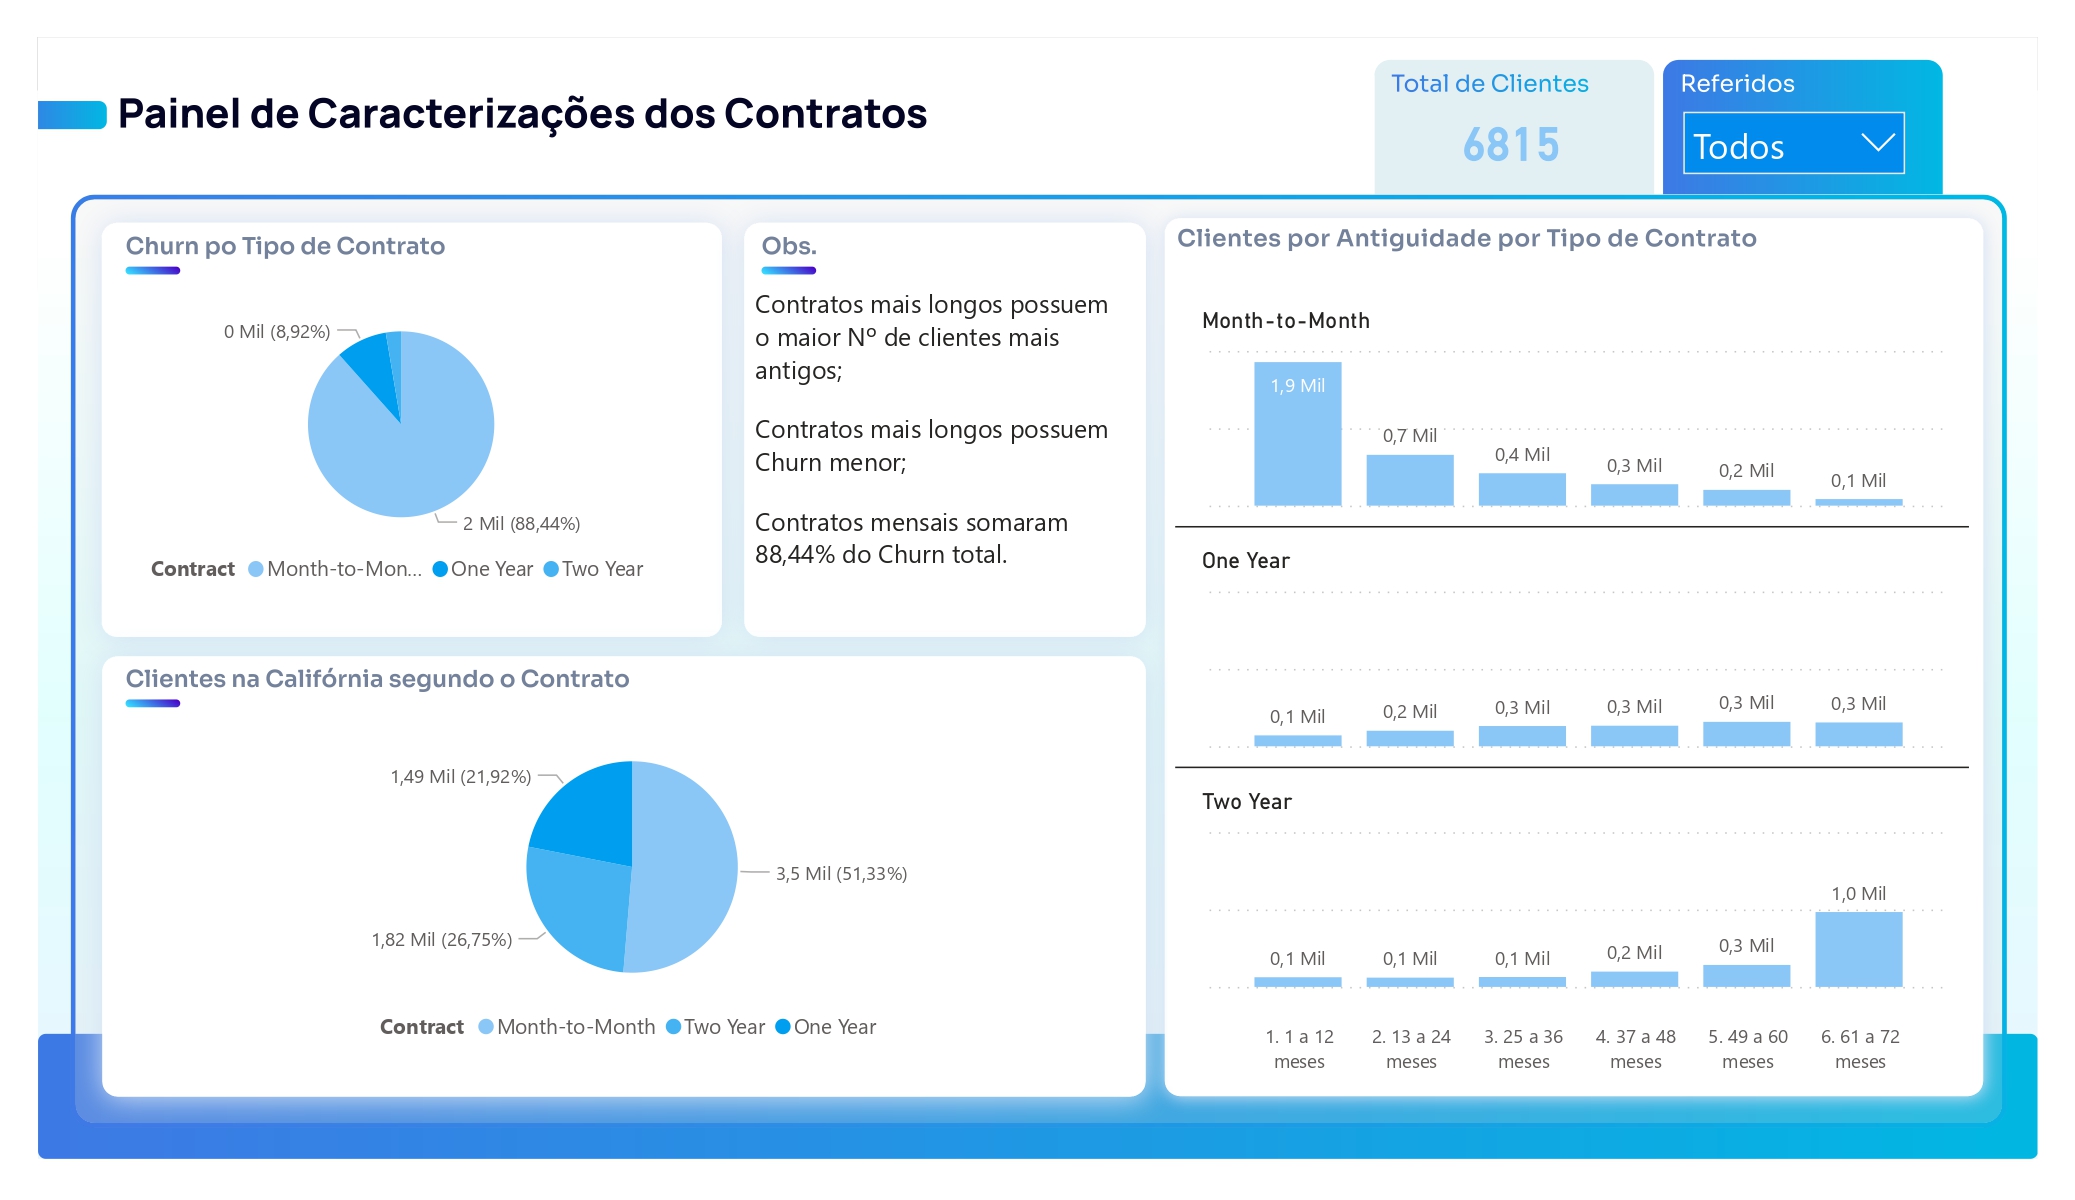 Painel de Caracterizações dos Contratos
Total de Clientes
6815
Referidos
Todos
Churn po Tipo de Contrato
0 Mil (8,92%)
2 Mil (88,44%)
Contract Month-to-Mon... One Year Two Year
Obs.
Contratos mais longos possuem
o maior Nº de clientes mais
antigos;
Contratos mais longos possuem
Churn menor;
Contratos mensais somaram
88,44% do Churn total.
Clientes na Califórnia segundo o Contrato
1,49 Mil (21,92%)
3,5 Mil (51,33%)
1,82 Mil (26,75%)
Contract Month-to-Month Two Year One Year
Clientes por Antiguidade por Tipo de Contrato
Month-to-Month
1,9 Mil 0,7 Mil 0,4 Mil 0,3 Mil 0,2 Mil 0,1 Mil
One Year
0,1 Mil 0,2 Mil 0,3 Mil 0,3 Mil 0,3 Mil 0,3 Mil
Two Year
0,1 Mil 0,1 Mil 0,1 Mil 0,2 Mil 0,3 Mil 1,0 Mil
1. 1 a 12 2. 13 a 24 3. 25 a 36 4. 37 a 48 5. 49 a 60 6. 61 a 72
meses meses meses meses meses meses